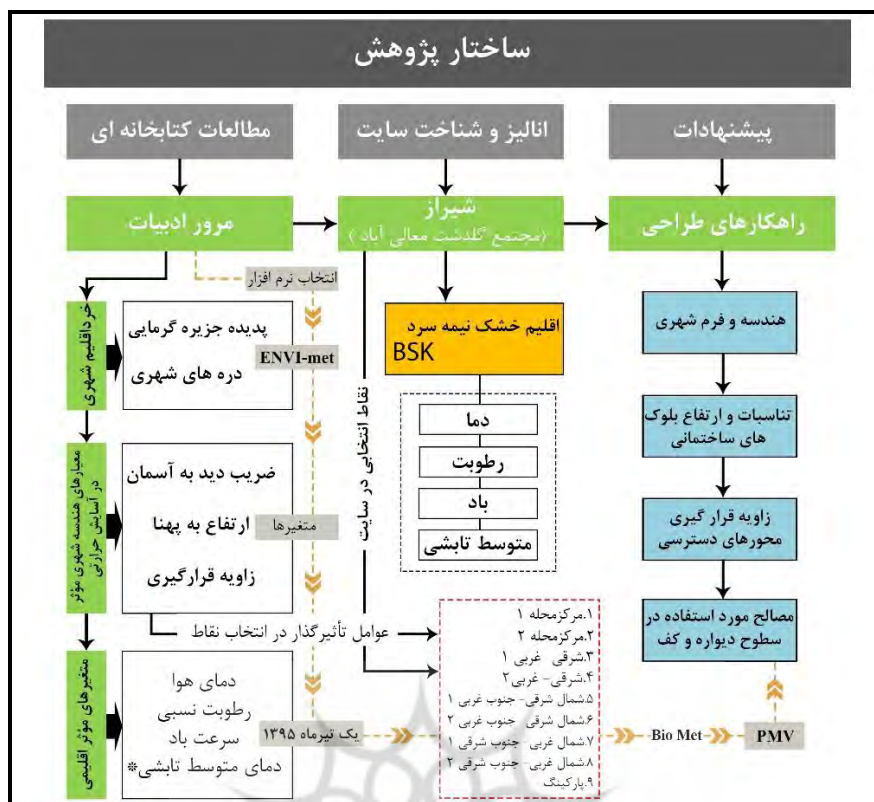 ساختار پژوهش
مطالعات کتابخانه ای
انالیز و شناخت سایت
پیشنهادات
مرور ادبیات
شیراز
(مجتمع گلدشت معالی آباد )
راهکارهای طراحی
انتخاب نرم افزار
خرداقلیم شهری
پدیده جزیره گرمایی
دره های شهری
ENVI-met
اقلیم خشک نیمه سرد
BSK
دما
رطوبت
باد
متوسط تابشی
هندسه و فرم شهری
تناسبات و ارتفاع بلوک
های ساختمانی
زاویه قرار گیری
محورهای دسترسی
مصالح مورد استفاده در
سطوح دیواره و کف
نقاط انتخابی در سایت
معیارهای هندسه شهری مؤثر
در آسایش حرارتی
ضریب دید به آسمان
ارتفاع به پهنا
زاویه قرارگیری
متغیرها
عوامل تأثیرگذار در انتخاب نقاط
متغیرهای مؤثر اقلیمی
دمای هوا
رطوبت نسبی
سرعت باد
دمای متوسط تابشی*
یک تیرماه ۱۳۹۵
۱.مرکزمحله ۱
۲.مرکزمحله ۲
۳.شرقی- غربی ۱
۴.شرقی- غربی۲
۵.شمال شرقی- جنوب غربی ۱
۶.شمال شرقی- جنوب غربی ۲
۷.شمال غربی- جنوب شرقی ۱
۸.شمال غربی- جنوب شرقی ۲
۹.پارکینگ
Bio Met
PMV